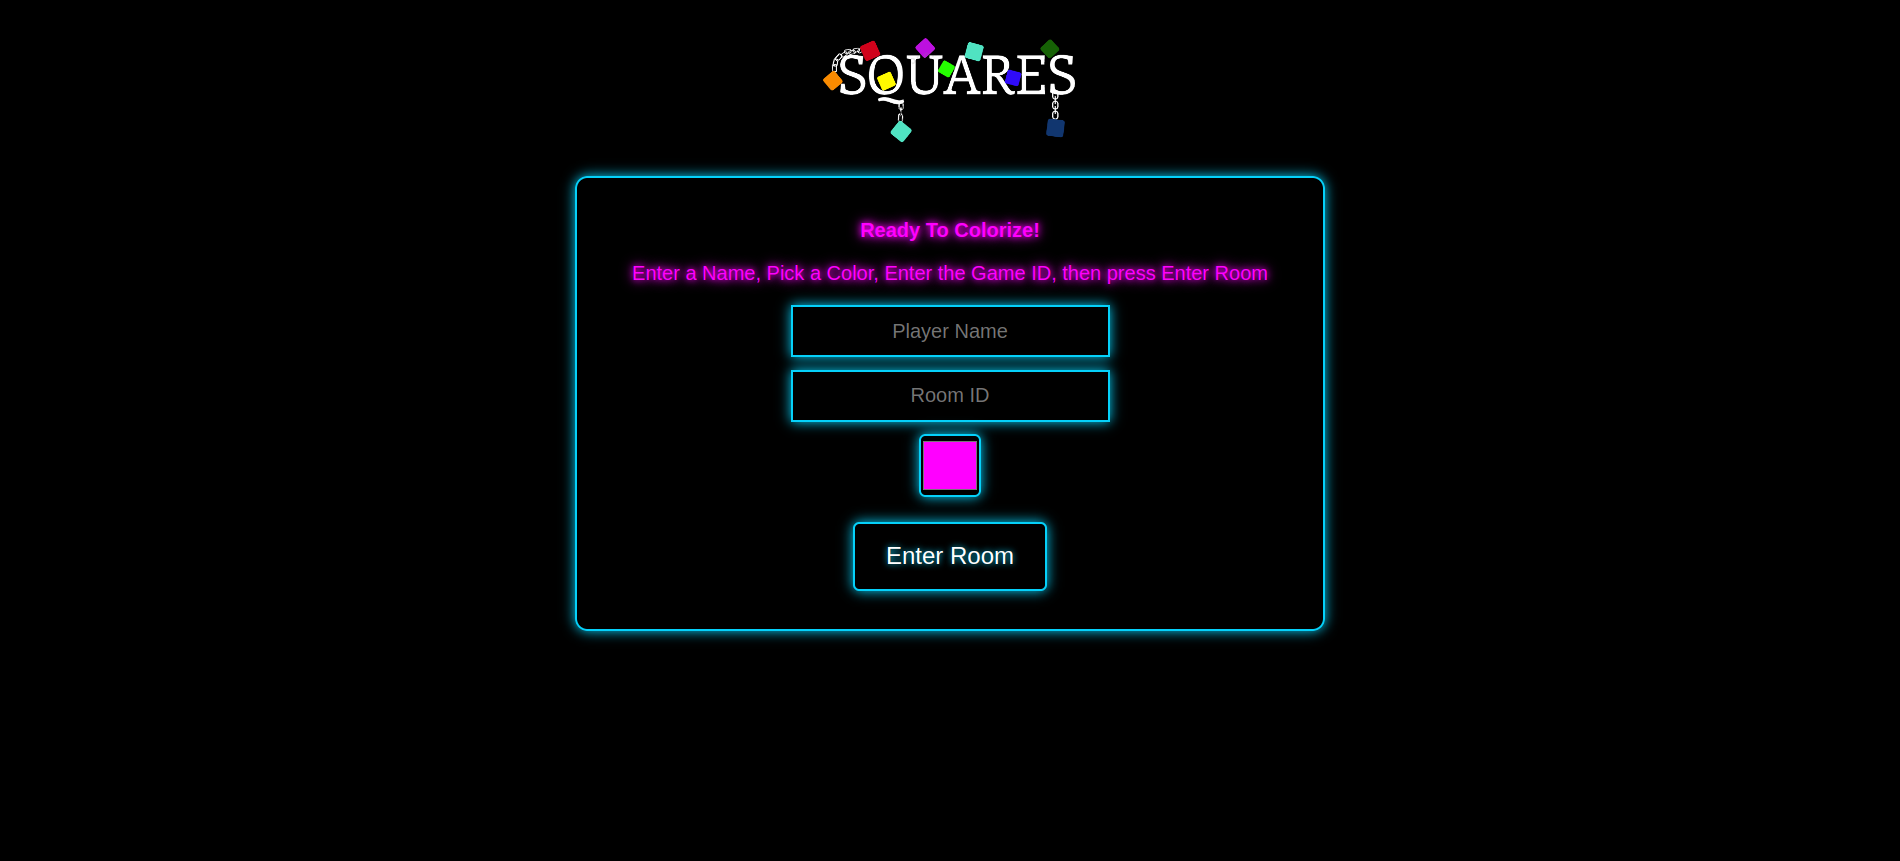 SQUARES
Ready To Colorize!
Enter a Name, Pick a Color, Enter the Game ID, then press Enter Room
Player Name
Room ID
Enter Room